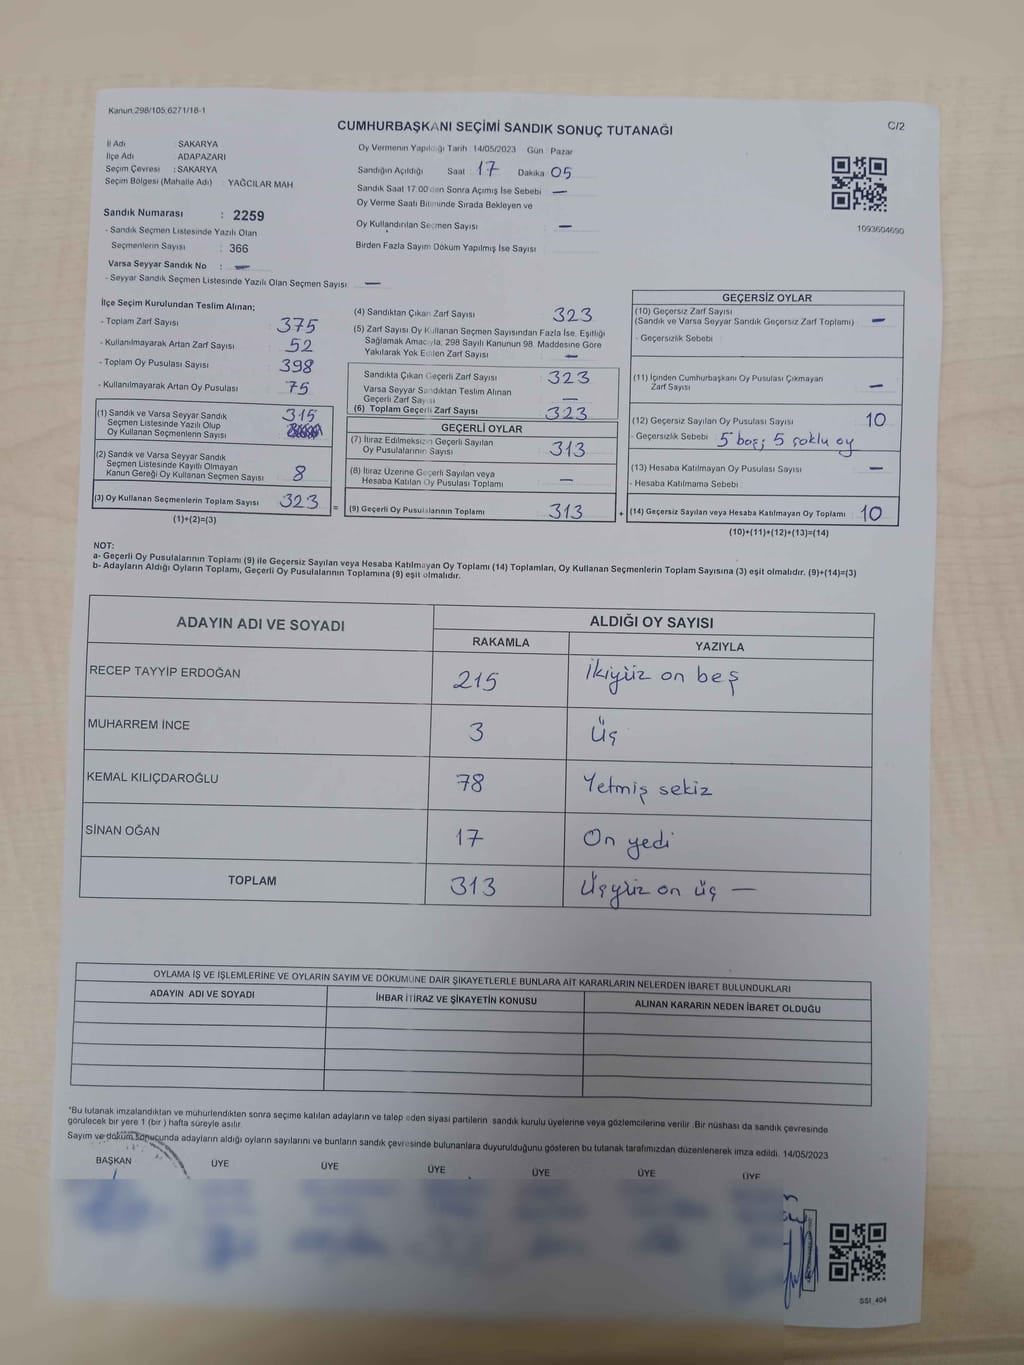 Kanun:298/105;6271/18-1
C/2
CUMHURBAŞKANI SEÇİMİ SANDIK SONUÇ TUTANAĞI
İl Adı : SAKARYA
İlçe Adı : ADAPAZARI
Seçim Çevresi : SAKARYA
Seçim Bölgesi (Mahalle Adı) : YAĞCILAR MAH
Sandık Numarası : 2259
- Sandık Seçmen Listesinde Yazılı Olan
Seçmenlerin Sayısı : 366
Varsa Seyyar Sandık No : —
- Seyyar Sandık Seçmen Listesinde Yazılı Olan Seçmen Sayısı: —
Oy Vermenin Yapıldığı Tarih 14/05/2023 Gün Pazar
Sandığın Açıldığı Saat 17 Dakika 05
Sandık Saat 17:00'den Sonra Açımış İse Sebebi —
Oy Verme Saati Bitiminde Sırada Bekleyen ve
Oy Kullandırılan Seçmen Sayısı —
Birden Fazla Sayım Döküm Yapılmış İse Sayısı
1093604690
İlçe Seçim Kurulundan Teslim Alınan;
- Toplam Zarf Sayısı 375
- Kullanılmayarak Artan Zarf Sayısı 52
- Toplam Oy Pusulası Sayısı 398
- Kullanılmayarak Artan Oy Pusulası 75
(1) Sandık ve Varsa Seyyar Sandık
Seçmen Listesinde Yazılı Olup
Oy Kullanan Seçmenlerin Sayısı 315
(2) Sandık ve Varsa Seyyar Sandık
Seçmen Listesinde Kayıtlı Olmayan
Kanun Gereği Oy Kullanan Seçmen Sayısı 8
(3) Oy Kullanan Seçmenlerin Toplam Sayısı 323
(1)+(2)=(3)
(4) Sandıktan Çıkan Zarf Sayısı 323
(5) Zarf Sayısı Oy Kullanan Seçmen Sayısından Fazla İse, Eşitliği
Sağlamak Amacıyla, 298 Sayılı Kanunun 98. Maddesine Göre
Yakılarak Yok Edilen Zarf Sayısı —
Sandıkta Çıkan Geçerli Zarf Sayısı 323
Varsa Seyyar Sandıktan Teslim Alınan
Geçerli Zarf Sayısı —
(6) Toplam Geçerli Zarf Sayısı 323
GEÇERLİ OYLAR
(7) İtiraz Edilmeksizin Geçerli Sayılan
Oy Pusulalarının Sayısı 313
(8) İtiraz Üzerine Geçerli Sayılan veya
Hesaba Katılan Oy Pusulası Toplamı —
= (9) Geçerli Oy Pusulalarının Toplamı 313
GEÇERSİZ OYLAR
(10) Geçersiz Zarf Sayısı
(Sandık ve Varsa Seyyar Sandık Geçersiz Zarf Toplamı) —
- Geçersizlik Sebebi
(11) İçinden Cumhurbaşkanı Oy Pusulası Çıkmayan
Zarf Sayısı —
(12) Geçersiz Sayılan Oy Pusulası Sayısı 10
- Geçersizlik Sebebi 5 boş; 5 çoklu oy
(13) Hesaba Katılmayan Oy Pusulası Sayısı —
- Hesaba Katılmama Sebebi
+ (14) Geçersiz Sayılan veya Hesaba Katılmayan Oy Toplamı 10
(10)+(11)+(12)+(13)=(14)
NOT:
a- Geçerli Oy Pusulalarının Toplamı (9) ile Geçersiz Sayılan veya Hesaba Katılmayan Oy Toplamı (14) Toplamları, Oy Kullanan Seçmenlerin Toplam Sayısına (3) eşit olmalıdır. (9)+(14)=(3)
b- Adayların Aldığı Oyların Toplamı, Geçerli Oy Pusulalarının Toplamına (9) eşit olmalıdır.
ADAYIN ADI VE SOYADI ALDIĞI OY SAYISI
RAKAMLA YAZIYLA
RECEP TAYYİP ERDOĞAN 215 İkiyüz on beş
MUHARREM İNCE 3 üç
KEMAL KILIÇDAROĞLU 78 Yetmiş sekiz
SİNAN OĞAN 17 On yedi
TOPLAM 313 Üçyüz on üç —
OYLAMA İŞ VE İŞLEMLERİNE VE OYLARIN SAYIM VE DÖKÜMÜNE DAİR ŞİKAYETLERLE BUNLARA AİT KARARLARIN NELERDEN İBARET BULUNDUKLARI
ADAYIN ADI VE SOYADI İHBAR İTİRAZ VE ŞİKAYETİN KONUSU ALINAN KARARIN NEDEN İBARET OLDUĞU
*Bu tutanak imzalandıktan ve mühürlendikten sonra seçime katılan adayların ve talep eden siyasi partilerin sandık kurulu üyelerine veya gözlemcilerine verilir .Bir nüshası da sandık çevresinde
görülecek bir yere 1 (bir ) hafta süreyle asılır.
Sayım ve döküm sonucunda adayların aldığı oyların sayılarını ve bunların sandık çevresinde bulunanlara duyurulduğunu gösteren bu tutanak tarafımızdan düzenlenerek imza edildi. 14/05/2023
BAŞKAN ÜYE ÜYE ÜYE ÜYE ÜYE ÜYE
SSI_404